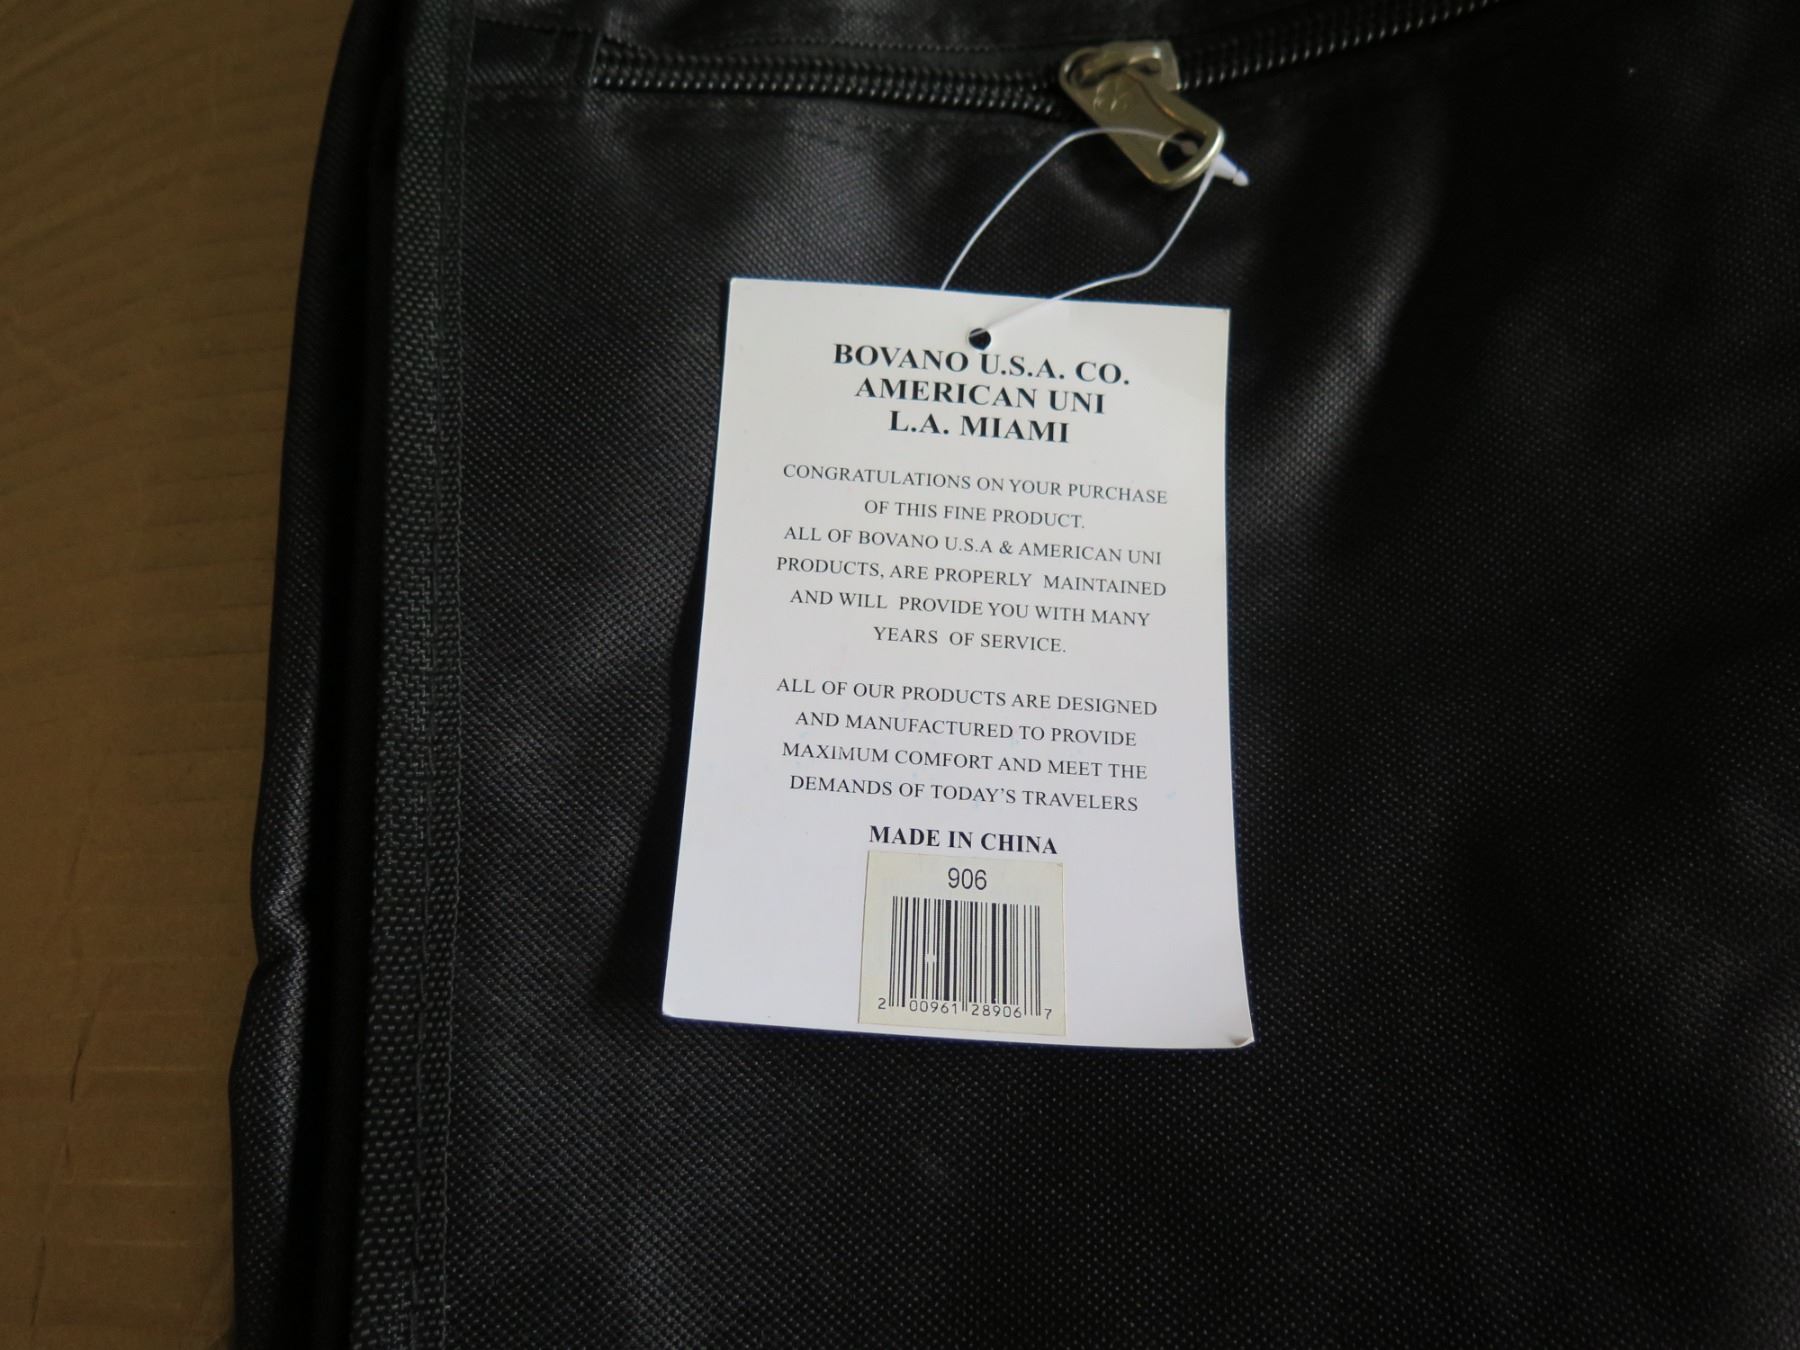 BOVANO U.S.A. CO.
AMERICAN UNI
L.A. MIAMI
CONGRATULATIONS ON YOUR PURCHASE
OF THIS FINE PRODUCT.
ALL OF BOVANO U.S.A & AMERICAN UNI
PRODUCTS, ARE PROPERLY MAINTAINED
AND WILL PROVIDE YOU WITH MANY
YEARS OF SERVICE.
ALL OF OUR PRODUCTS ARE DESIGNED
AND MANUFACTURED TO PROVIDE
MAXIMUM COMFORT AND MEET THE
DEMANDS OF TODAY'S TRAVELERS
MADE IN CHINA
906
2 00961 28906 7